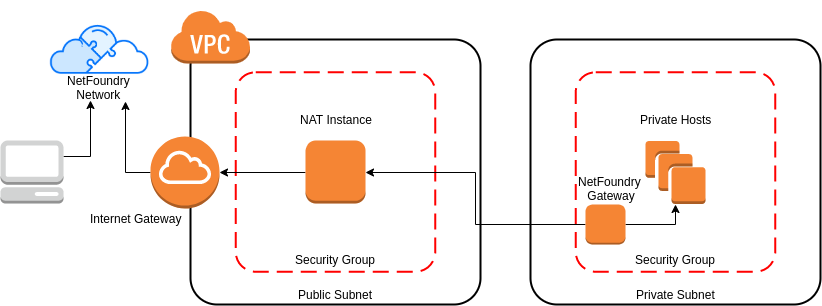 VPC
NetFoundry
Network
NAT Instance
Private Hosts
NetFoundry
Gateway
Internet Gateway
Security Group
Security Group
Public Subnet
Private Subnet